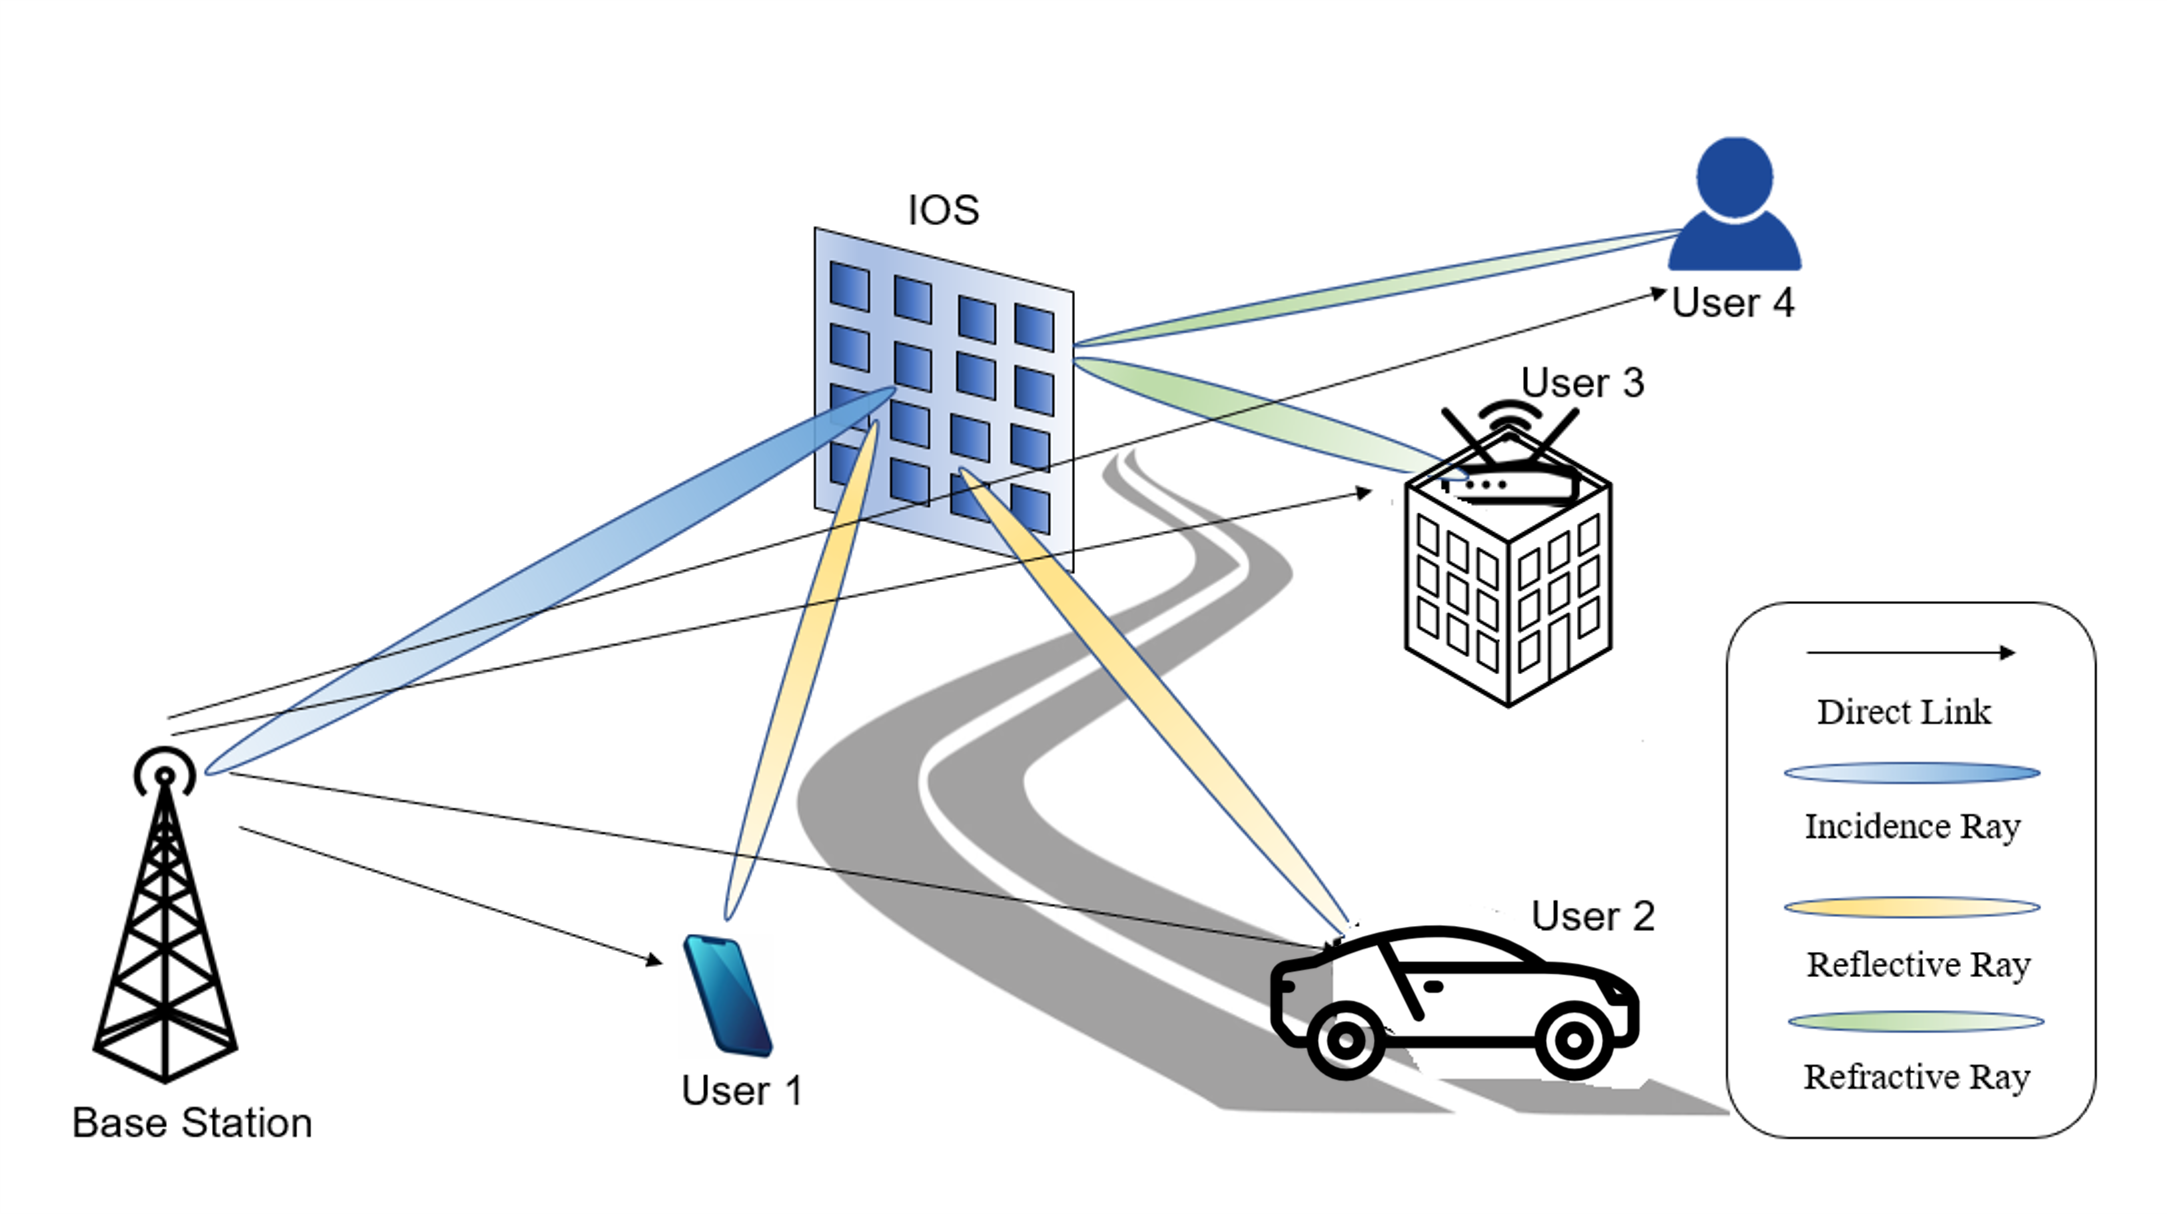 IOS
User 4
User 3
User 2
User 1
Base Station
Direct Link
Incidence Ray
Reflective Ray
Refractive Ray